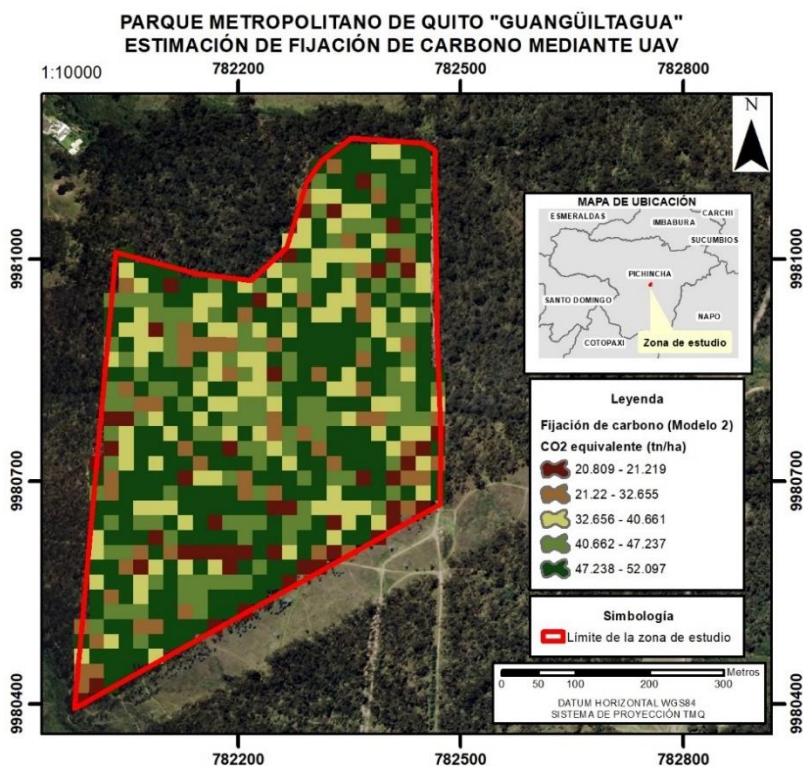 PARQUE METROPOLITANO DE QUITO "GUANGÜILTAGUA"
ESTIMACIÓN DE FIJACIÓN DE CARBONO MEDIANTE UAV
1:10000
782200
782500
782800
N
MAPA DE UBICACIÓN
ESMERALDAS
CARCHI
IMBABURA
SUCUMBIOS
PICHINCHA
SANTO DOMINGO
NAPO
COTOPAXI
Zona de estudio
9981000
9981000
Leyenda
Fijación de carbono (Modelo 2)
CO2 equivalente (tn/ha)
20.809 - 21.219
21.22 - 32.655
32.656 - 40.661
40.662 - 47.237
47.238 - 52.097
9980700
9980700
Simbología
Límite de la zona de estudio
Metros
0 50 100 200 300
DATUM HORIZONTAL WGS84
SISTEMA DE PROYECCIÓN TMQ
9980400
9980400
782200
782500
782800